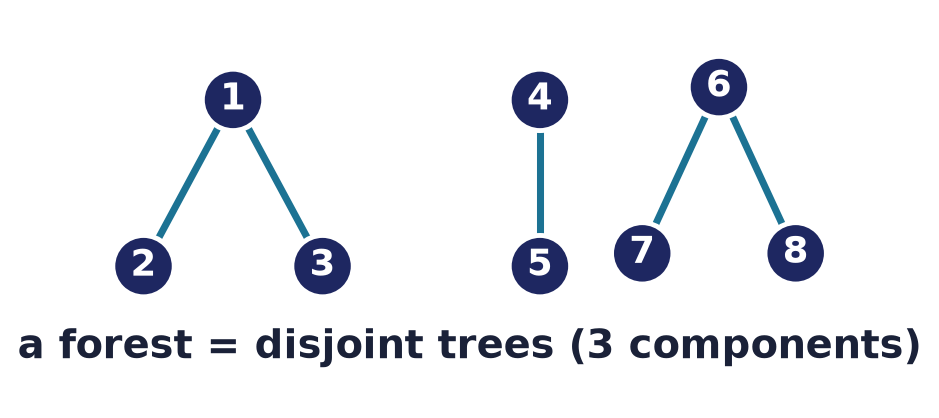 1 4 6
2 3 5 7 8
a forest = disjoint trees (3 components)